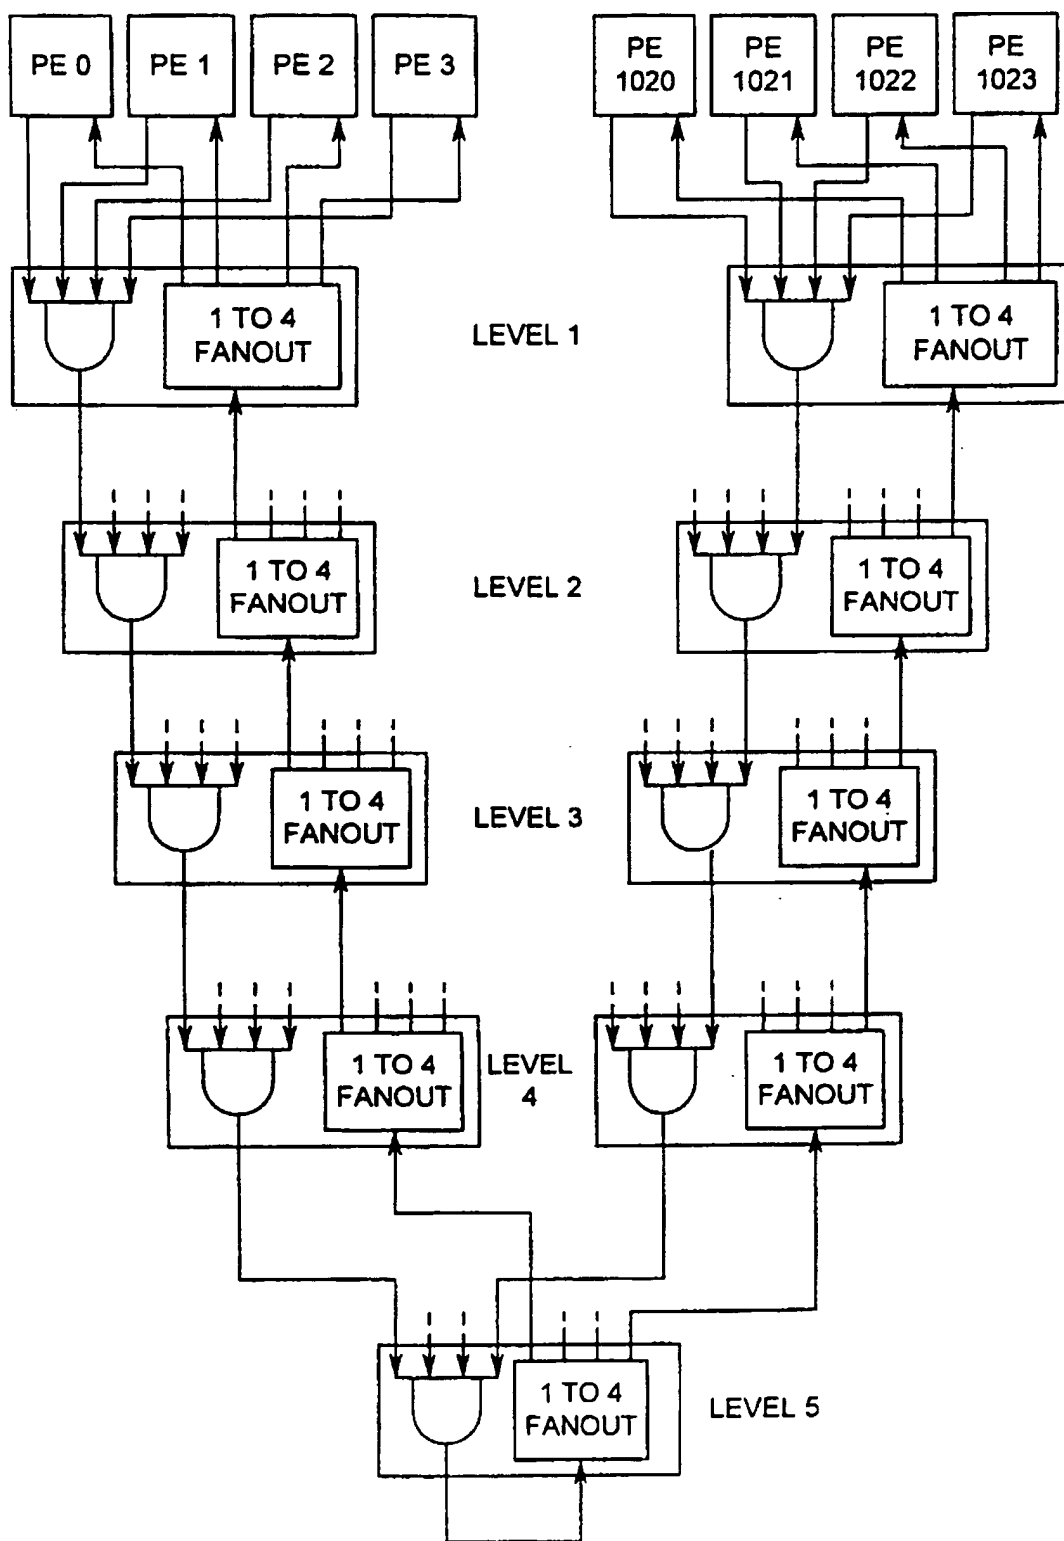 PE 0
PE 1
PE 2
PE 3
PE
1020
PE
1021
PE
1022
PE
1023
1 TO 4
FANOUT
LEVEL 1
1 TO 4
FANOUT
1 TO 4
FANOUT
LEVEL 2
1 TO 4
FANOUT
1 TO 4
FANOUT
LEVEL 3
1 TO 4
FANOUT
1 TO 4
FANOUT
LEVEL
4
1 TO 4
FANOUT
1 TO 4
FANOUT
LEVEL 5